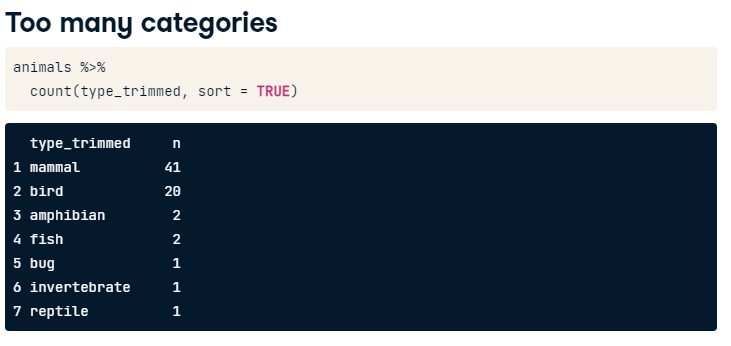 Too many categories
animals %>%
  count(type_trimmed, sort = TRUE)
  type_trimmed     n
1 mammal          41
2 bird            20
3 amphibian        2
4 fish             2
5 bug              1
6 invertebrate     1
7 reptile          1